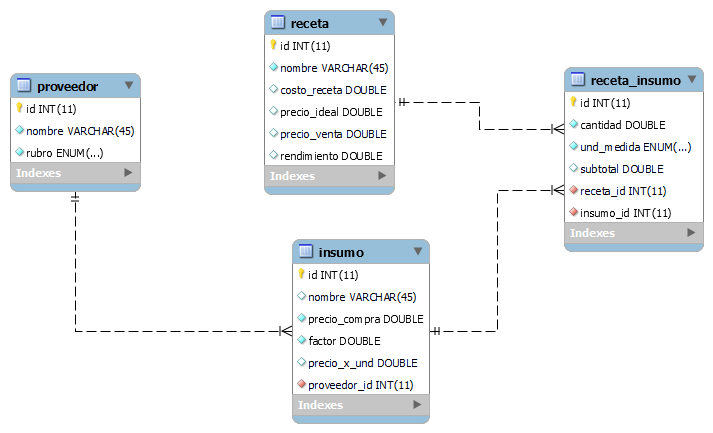 receta
id INT(11)
nombre VARCHAR(45)
costo_receta DOUBLE
precio_ideal DOUBLE
precio_venta DOUBLE
rendimiento DOUBLE
Indexes
proveedor
id INT(11)
nombre VARCHAR(45)
rubro ENUM(...)
Indexes
receta_insumo
id INT(11)
cantidad DOUBLE
und_medida ENUM(...)
subtotal DOUBLE
receta_id INT(11)
insumo_id INT(11)
Indexes
insumo
id INT(11)
nombre VARCHAR(45)
precio_compra DOUBLE
factor DOUBLE
precio_x_und DOUBLE
proveedor_id INT(11)
Indexes